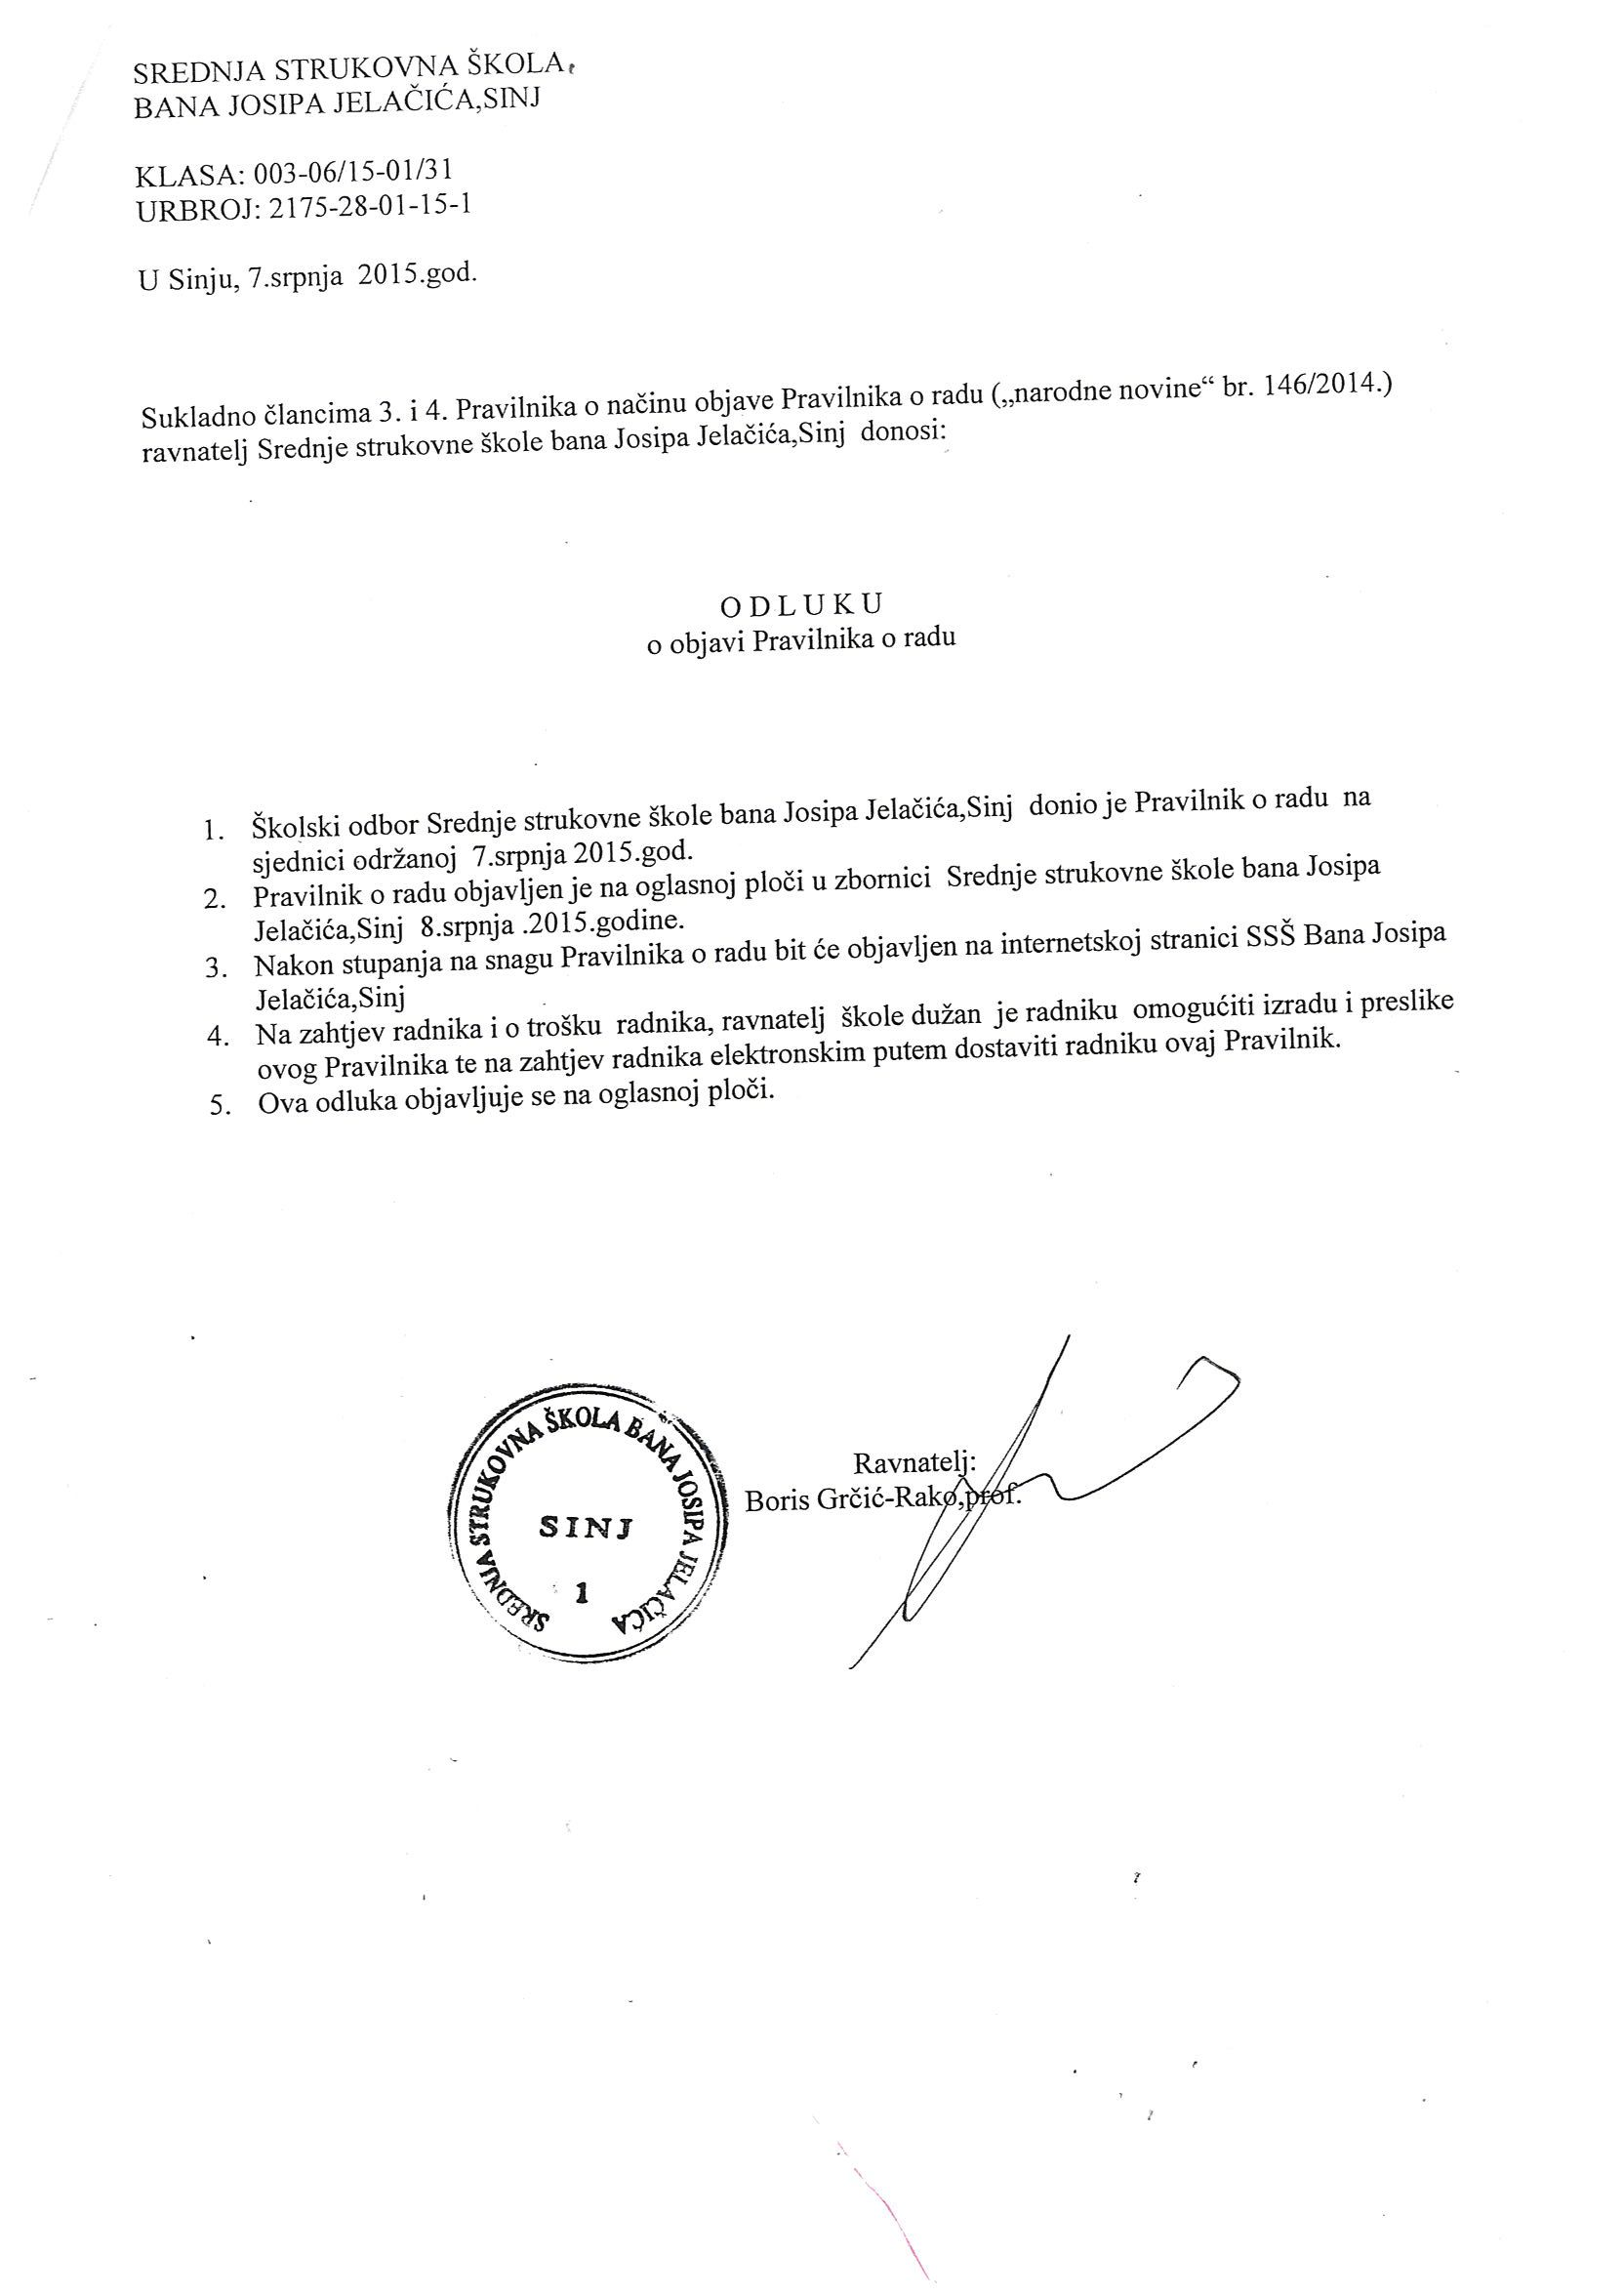 SREDNJA STRUKOVNA ŠKOLA,
BANA JOSIPA JELAČIĆA,SINJ
KLASA: 003-06/15-01/31
URBROJ: 2175-28-01-15-1
U Sinju, 7.srpnja 2015.god.
Sukladno člancima 3. i 4. Pravilnika o načinu objave Pravilnika o radu („narodne novine“ br. 146/2014.)
ravnatelj Srednje strukovne škole bana Josipa Jelačića,Sinj donosi:
O D L U K U
o objavi Pravilnika o radu
1. Školski odbor Srednje strukovne škole bana Josipa Jelačića,Sinj donio je Pravilnik o radu na
sjednici održanoj 7.srpnja 2015.god.
2. Pravilnik o radu objavljen je na oglasnoj ploči u zbornici Srednje strukovne škole bana Josipa
Jelačića,Sinj 8.srpnja .2015.godine.
3. Nakon stupanja na snagu Pravilnika o radu bit će objavljen na internetskoj stranici SSŠ Bana Josipa
Jelačića,Sinj
4. Na zahtjev radnika i o trošku radnika, ravnatelj škole dužan je radniku omogućiti izradu i preslike
ovog Pravilnika te na zahtjev radnika elektronskim putem dostaviti radniku ovaj Pravilnik.
5. Ova odluka objavljuje se na oglasnoj ploči.
SREDNJA STRUKOVNA ŠKOLA BANA JOSIPA JELAČIĆA
SINJ
1
Ravnatelj:
Boris Grčić-Rako,prof.